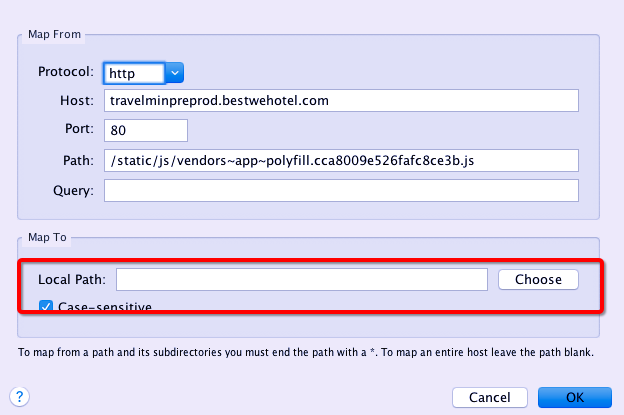 Map From
Protocol: http
Host: travelminpreprod.bestwehotel.com
Port: 80
Path: /static/js/vendors~app~polyfill.cca8009e526fafc8ce3b.js
Query:
Map To
Local Path: Choose
Case-sensitive
To map from a path and its subdirectories you must end the path with a *. To map an entire host leave the path blank.
? Cancel OK